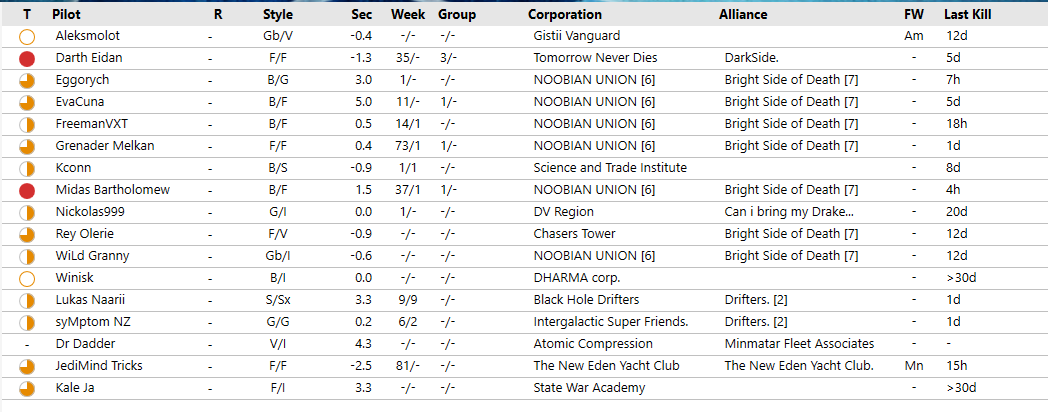 T Pilot R Style Sec Week Group Corporation Alliance FW Last Kill
Aleksmolot - Gb/V -0.4 -/- -/- Gistii Vanguard Am 12d
Darth Eidan - F/F -1.3 35/- 3/- Tomorrow Never Dies DarkSide. - 5d
Eggorych - B/G 3.0 1/- -/- NOOBIAN UNION [6] Bright Side of Death [7] - 7h
EvaCuna - B/F 5.0 11/- 1/- NOOBIAN UNION [6] Bright Side of Death [7] - 5d
FreemanVXT - B/F 0.5 14/1 -/- NOOBIAN UNION [6] Bright Side of Death [7] - 18h
Grenader Melkan - F/F 0.4 73/1 1/- NOOBIAN UNION [6] Bright Side of Death [7] - 1d
Kconn - B/S -0.9 1/1 -/- Science and Trade Institute - 8d
Midas Bartholomew - B/F 1.5 37/1 1/- NOOBIAN UNION [6] Bright Side of Death [7] - 4h
Nickolas999 - G/I 0.0 1/- -/- DV Region Can i bring my Drake... - 20d
Rey Olerie - F/V -0.9 -/- -/- Chasers Tower Bright Side of Death [7] - 12d
WiLd Granny - Gb/I -0.6 -/- -/- NOOBIAN UNION [6] Bright Side of Death [7] - 12d
Winisk - B/I 0.0 -/- -/- DHARMA corp. - >30d
Lukas Naarii - S/Sx 3.3 9/9 -/- Black Hole Drifters Drifters. [2] - 1d
syMptom NZ - G/G 0.2 6/2 -/- Intergalactic Super Friends. Drifters. [2] - 1d
- Dr Dadder - V/I 4.3 -/- -/- Atomic Compression Minmatar Fleet Associates - -
JediMind Tricks - F/F -2.5 81/- -/- The New Eden Yacht Club The New Eden Yacht Club. Mn 15h
Kale Ja - F/I 3.3 -/- -/- State War Academy - >30d